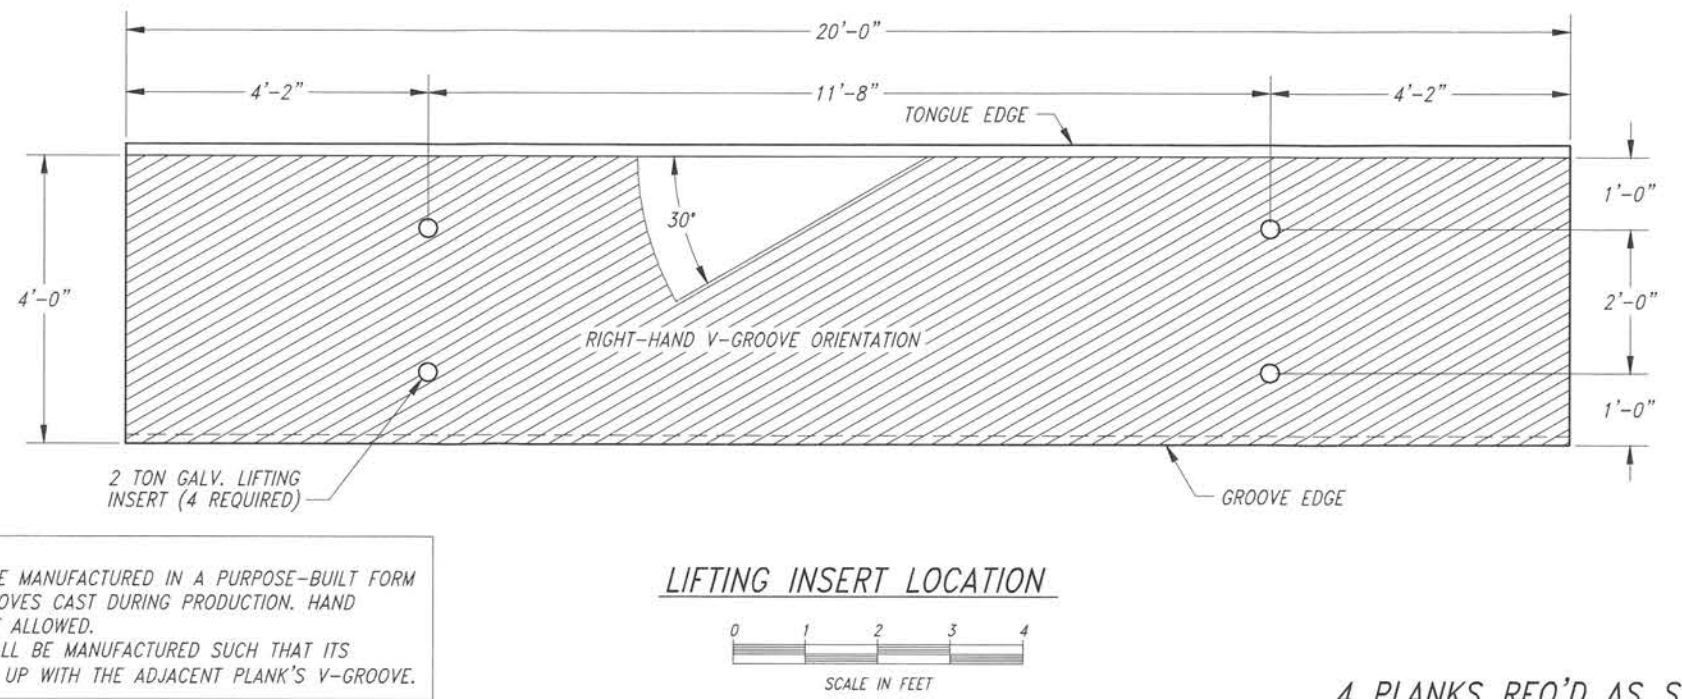 20'-0"
4'-2"
11'-8"
4'-2"
TONGUE EDGE
1'-0"
30°
4'-0"
2'-0"
RIGHT-HAND V-GROOVE ORIENTATION
1'-0"
2 TON GALV. LIFTING
INSERT (4 REQUIRED)
GROOVE EDGE
MANUFACTURED IN A PURPOSE-BUILT FORM
CAST DURING PRODUCTION. HAND
ALLOWED.
BE MANUFACTURED SUCH THAT ITS
UP WITH THE ADJACENT PLANK'S V-GROOVE.
LIFTING INSERT LOCATION
0 1 2 3 4
SCALE IN FEET
4 PLANKS REQ'D AS